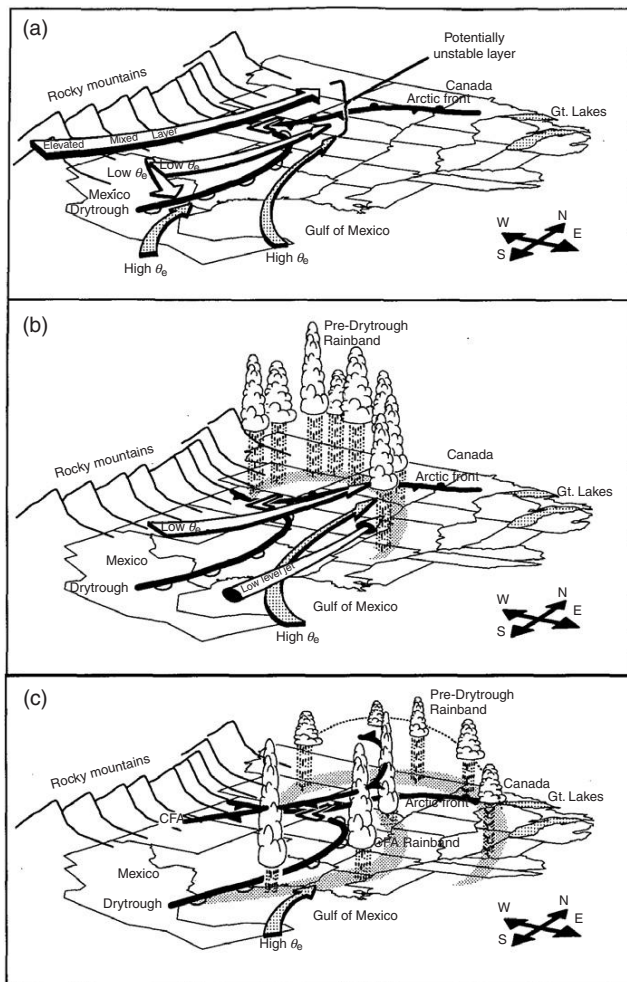 (a)
Potentially
unstable layer
Rocky mountains
Canada
Arctic front
Gt. Lakes
Elevated Mixed Layer
Low θe
Low θe
Mexico
Drytrough
Gulf of Mexico
High θe
High θe
N
W
E
S
(b)
Pre-Drytrough
Rainband
Rocky mountains
Canada
Arctic front
Gt. Lakes
Low θe
Mexico
Drytrough
Low level jet
Gulf of Mexico
High θe
N
W
E
S
(c)
Pre-Drytrough
Rainband
Rocky mountains
Canada
Gt. Lakes
Arctic front
CFA
CFA Rainband
Mexico
Drytrough
Gulf of Mexico
High θe
N
W
E
S